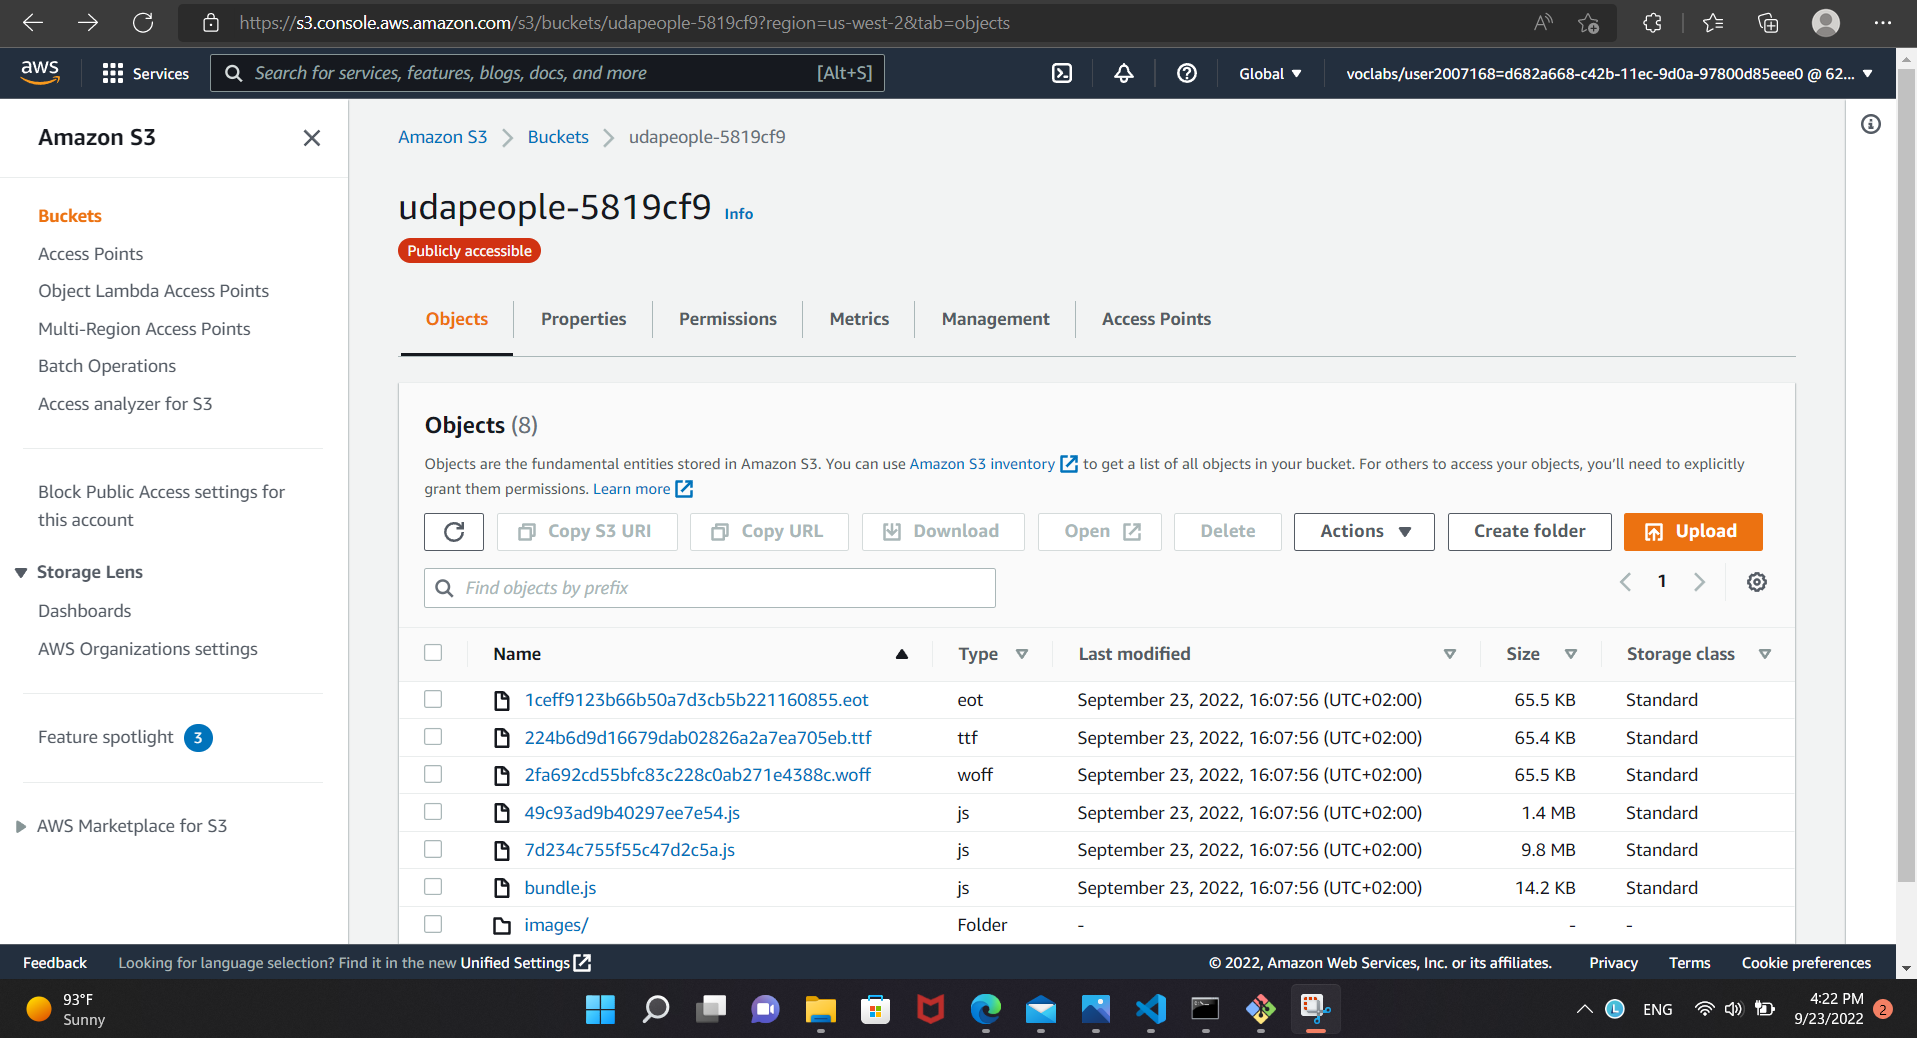 https://s3.console.aws.amazon.com/s3/buckets/udapeople-5819cf9?region=us-west-2&tab=objects
aws
Services
Search for services, features, blogs, docs, and more
[Alt+S]
Global
voclabs/user2007168=d682a668-c42b-11ec-9d0a-97800d85eee0 @ 62...
Amazon S3
Buckets
Access Points
Object Lambda Access Points
Multi-Region Access Points
Batch Operations
Access analyzer for S3
Block Public Access settings for
this account
Storage Lens
Dashboards
AWS Organizations settings
Feature spotlight 3
AWS Marketplace for S3
Amazon S3 Buckets udapeople-5819cf9
udapeople-5819cf9 Info
Publicly accessible
Objects Properties Permissions Metrics Management Access Points
Objects (8)
Objects are the fundamental entities stored in Amazon S3. You can use Amazon S3 inventory to get a list of all objects in your bucket. For others to access your objects, you'll need to explicitly
grant them permissions. Learn more
Copy S3 URI Copy URL Download Open Delete Actions Create folder Upload
Find objects by prefix
1
Name Type Last modified Size Storage class
1ceff9123b66b50a7d3cb5b221160855.eot eot September 23, 2022, 16:07:56 (UTC+02:00) 65.5 KB Standard
224b6d9d16679dab02826a2a7ea705eb.ttf ttf September 23, 2022, 16:07:56 (UTC+02:00) 65.4 KB Standard
2fa692cd55bfc83c228c0ab271e4388c.woff woff September 23, 2022, 16:07:56 (UTC+02:00) 65.5 KB Standard
49c93ad9b40297ee7e54.js js September 23, 2022, 16:07:56 (UTC+02:00) 1.4 MB Standard
7d234c755f55c47d2c5a.js js September 23, 2022, 16:07:56 (UTC+02:00) 9.8 MB Standard
bundle.js js September 23, 2022, 16:07:56 (UTC+02:00) 14.2 KB Standard
images/ Folder - - -
Feedback Looking for language selection? Find it in the new Unified Settings © 2022, Amazon Web Services, Inc. or its affiliates. Privacy Terms Cookie preferences
93°F
Sunny
L
ENG
4:22 PM
9/23/2022
2